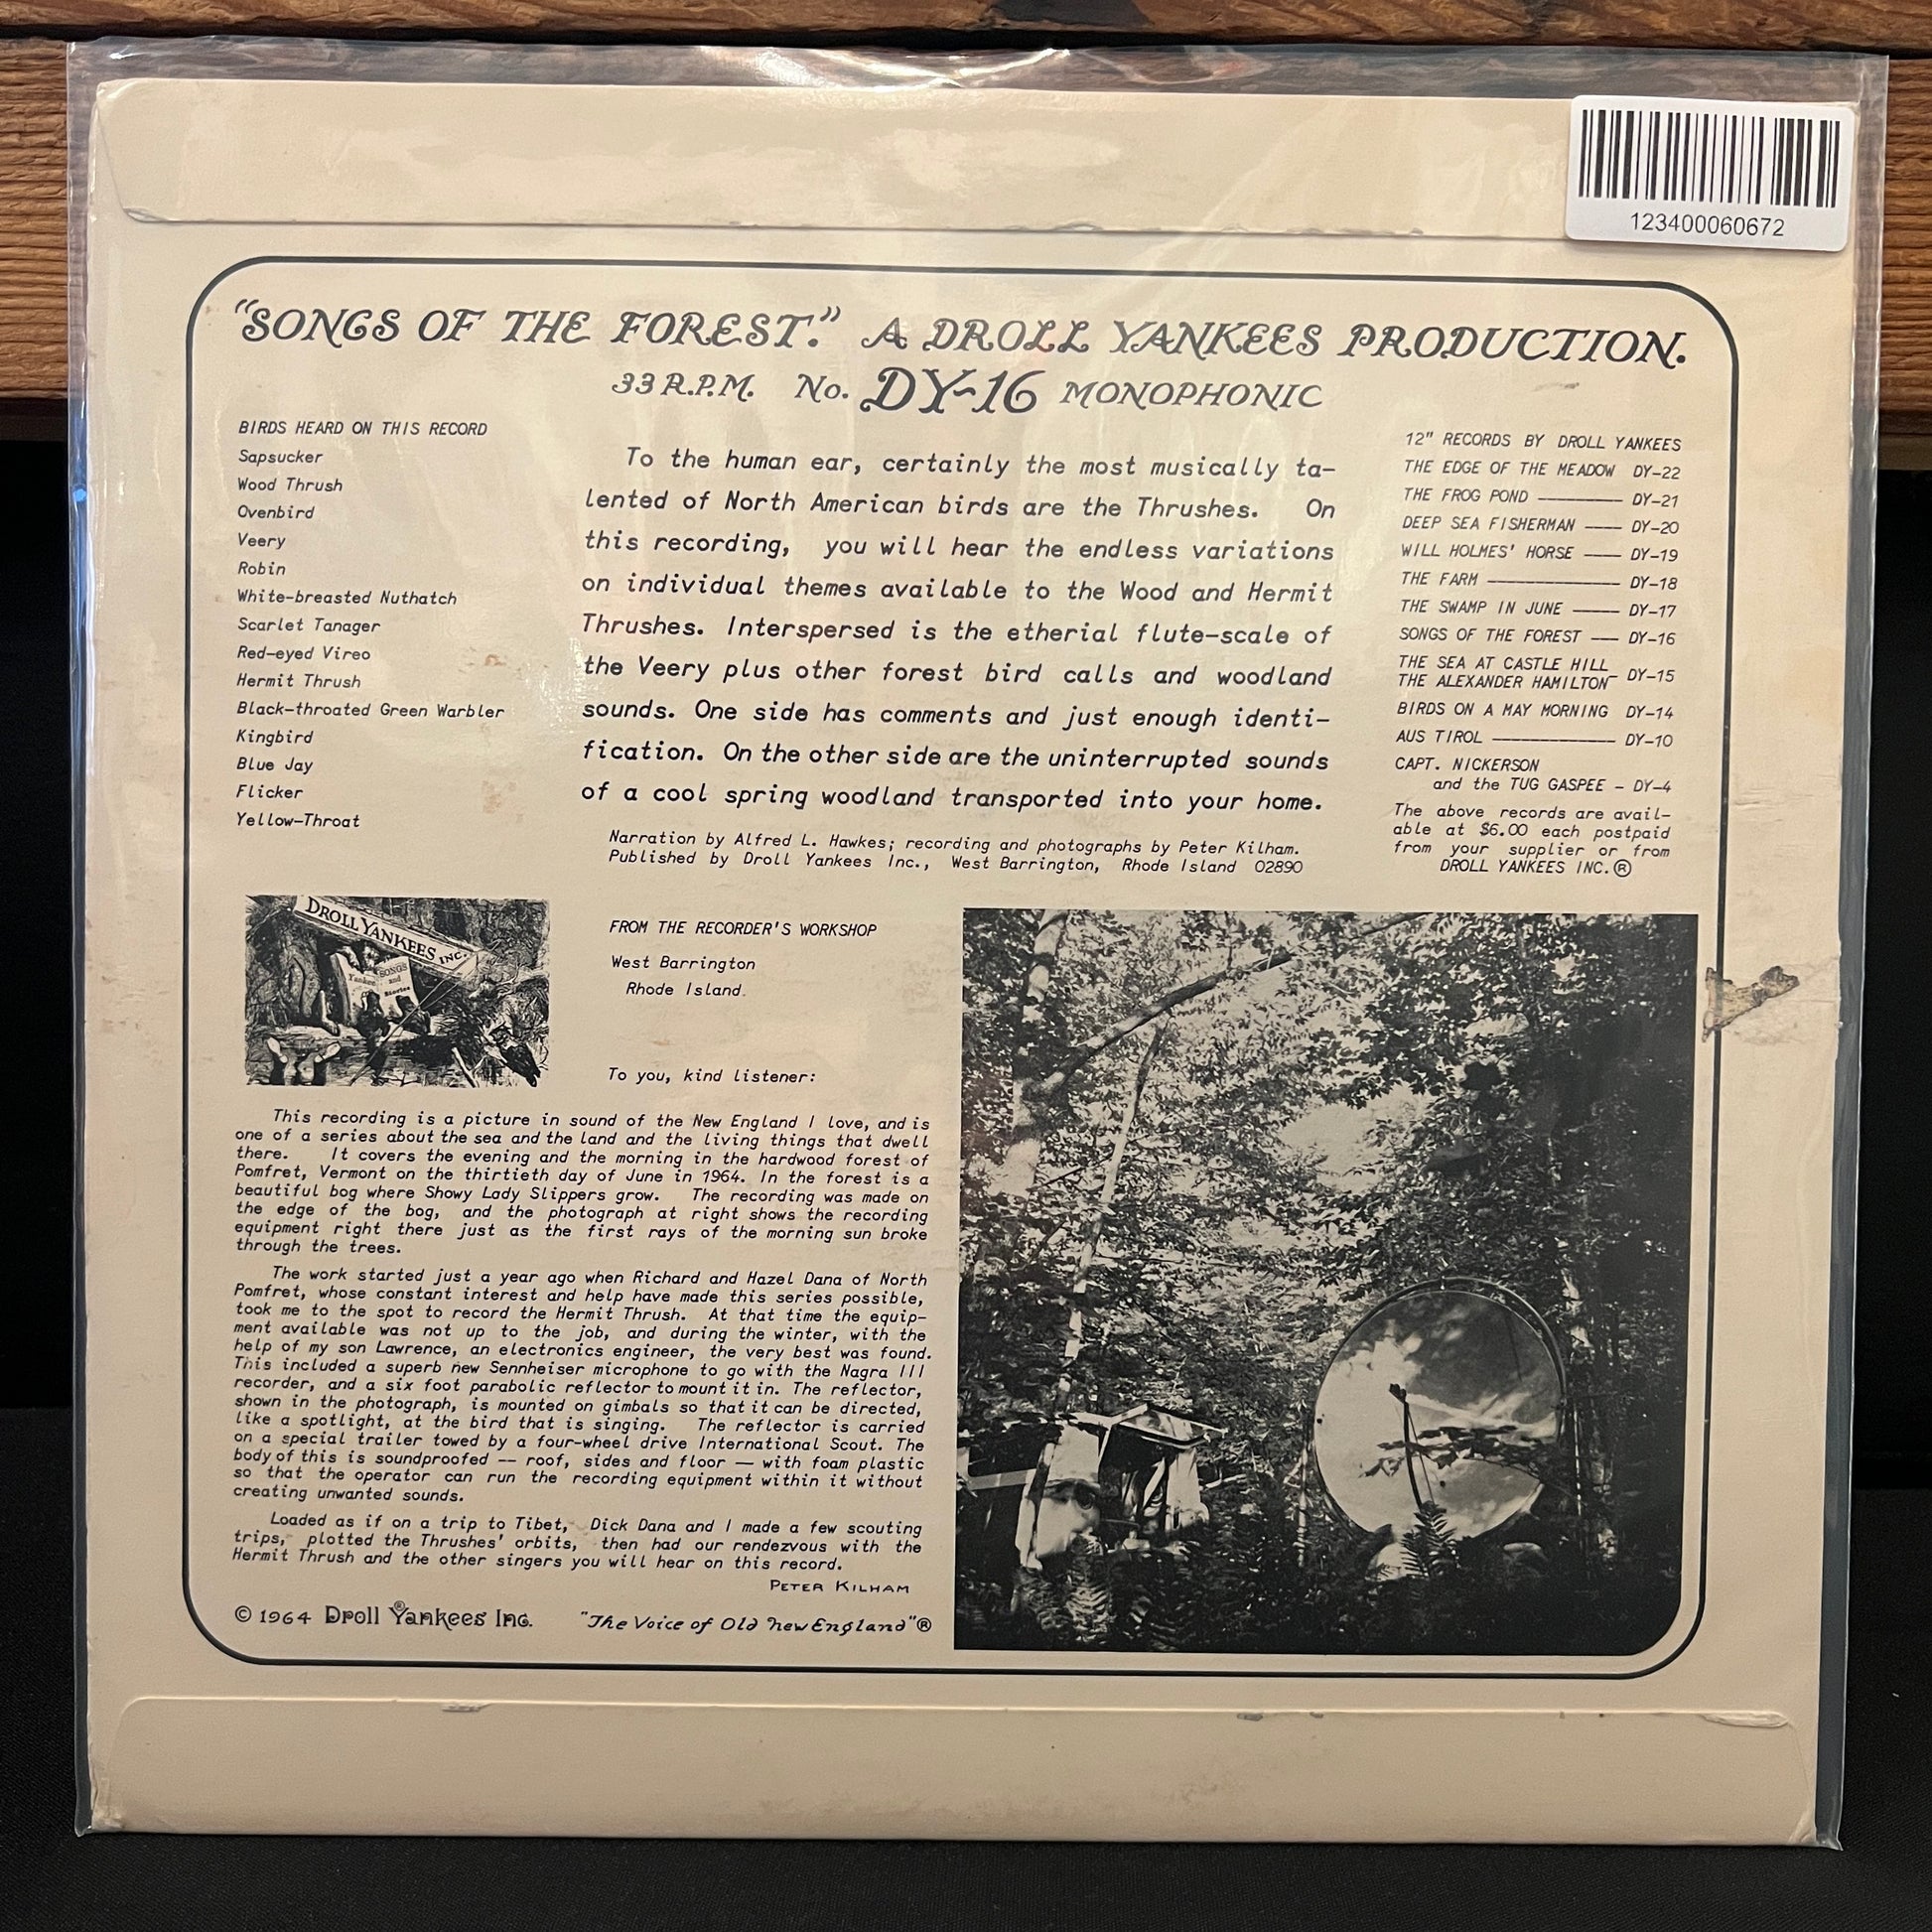 123400060672
"SONGS OF THE FOREST." A DROLL YANKEES PRODUCTION.
33 R.P.M. No. DY-16 MONOPHONIC
BIRDS HEARD ON THIS RECORD
Sapsucker
Wood Thrush
Ovenbird
Veery
Robin
White-breasted Nuthatch
Scarlet Tanager
Red-eyed Vireo
Hermit Thrush
Black-throated Green Warbler
Kingbird
Blue Jay
Flicker
Yellow-Throat
To the human ear, certainly the most musically ta-
lented of North American birds are the Thrushes. On
this recording, you will hear the endless variations
on individual themes available to the Wood and Hermit
Thrushes. Interspersed is the etherial flute-scale of
the Veery plus other forest bird calls and woodland
sounds. One side has comments and just enough identi-
fication. On the other side are the uninterrupted sounds
of a cool spring woodland transported into your home.
Narration by Alfred L. Hawkes; recording and photographs by Peter Kilham.
Published by Droll Yankees Inc., West Barrington, Rhode Island 02890
12" RECORDS BY DROLL YANKEES
THE EDGE OF THE MEADOW DY-22
THE FROG POND ———— DY-21
DEEP SEA FISHERMAN —— DY-20
WILL HOLMES' HORSE —— DY-19
THE FARM ———————— DY-18
THE SWAMP IN JUNE —— DY-17
SONGS OF THE FOREST — DY-16
THE SEA AT CASTLE HILL
THE ALEXANDER HAMILTON - DY-15
BIRDS ON A MAY MORNING DY-14
AUS TIROL ——————— DY-10
CAPT. NICKERSON
and the TUG GASPEE - DY-4
The above records are avail-
able at $6.00 each postpaid
from your supplier or from
DROLL YANKEES INC.®
DROLL YANKEES INC.
Yankee SONGS
and
Stories
FROM THE RECORDER'S WORKSHOP
West Barrington
Rhode Island.
To you, kind listener:
This recording is a picture in sound of the New England I love, and is
one of a series about the sea and the land and the living things that dwell
there. It covers the evening and the morning in the hardwood forest of
Pomfret, Vermont on the thirtieth day of June in 1964. In the forest is a
beautiful bog where Showy Lady Slippers grow. The recording was made on
the edge of the bog, and the photograph at right shows the recording
equipment right there just as the first rays of the morning sun broke
through the trees.
The work started just a year ago when Richard and Hazel Dana of North
Pomfret, whose constant interest and help have made this series possible,
took me to the spot to record the Hermit Thrush. At that time the equip-
ment available was not up to the job, and during the winter, with the
help of my son Lawrence, an electronics engineer, the very best was found.
This included a superb new Sennheiser microphone to go with the Nagra III
recorder, and a six foot parabolic reflector to mount it in. The reflector,
shown in the photograph, is mounted on gimbals so that it can be directed,
like a spotlight, at the bird that is singing. The reflector is carried
on a special trailer towed by a four-wheel drive International Scout. The
body of this is soundproofed -- roof, sides and floor — with foam plastic
so that the operator can run the recording equipment within it without
creating unwanted sounds.
Loaded as if on a trip to Tibet, Dick Dana and I made a few scouting
trips, plotted the Thrushes' orbits, then had our rendezvous with the
Hermit Thrush and the other singers you will hear on this record.
PETER KILHAM
© 1964 Droll Yankees® Inc. "The Voice of Old New England"®